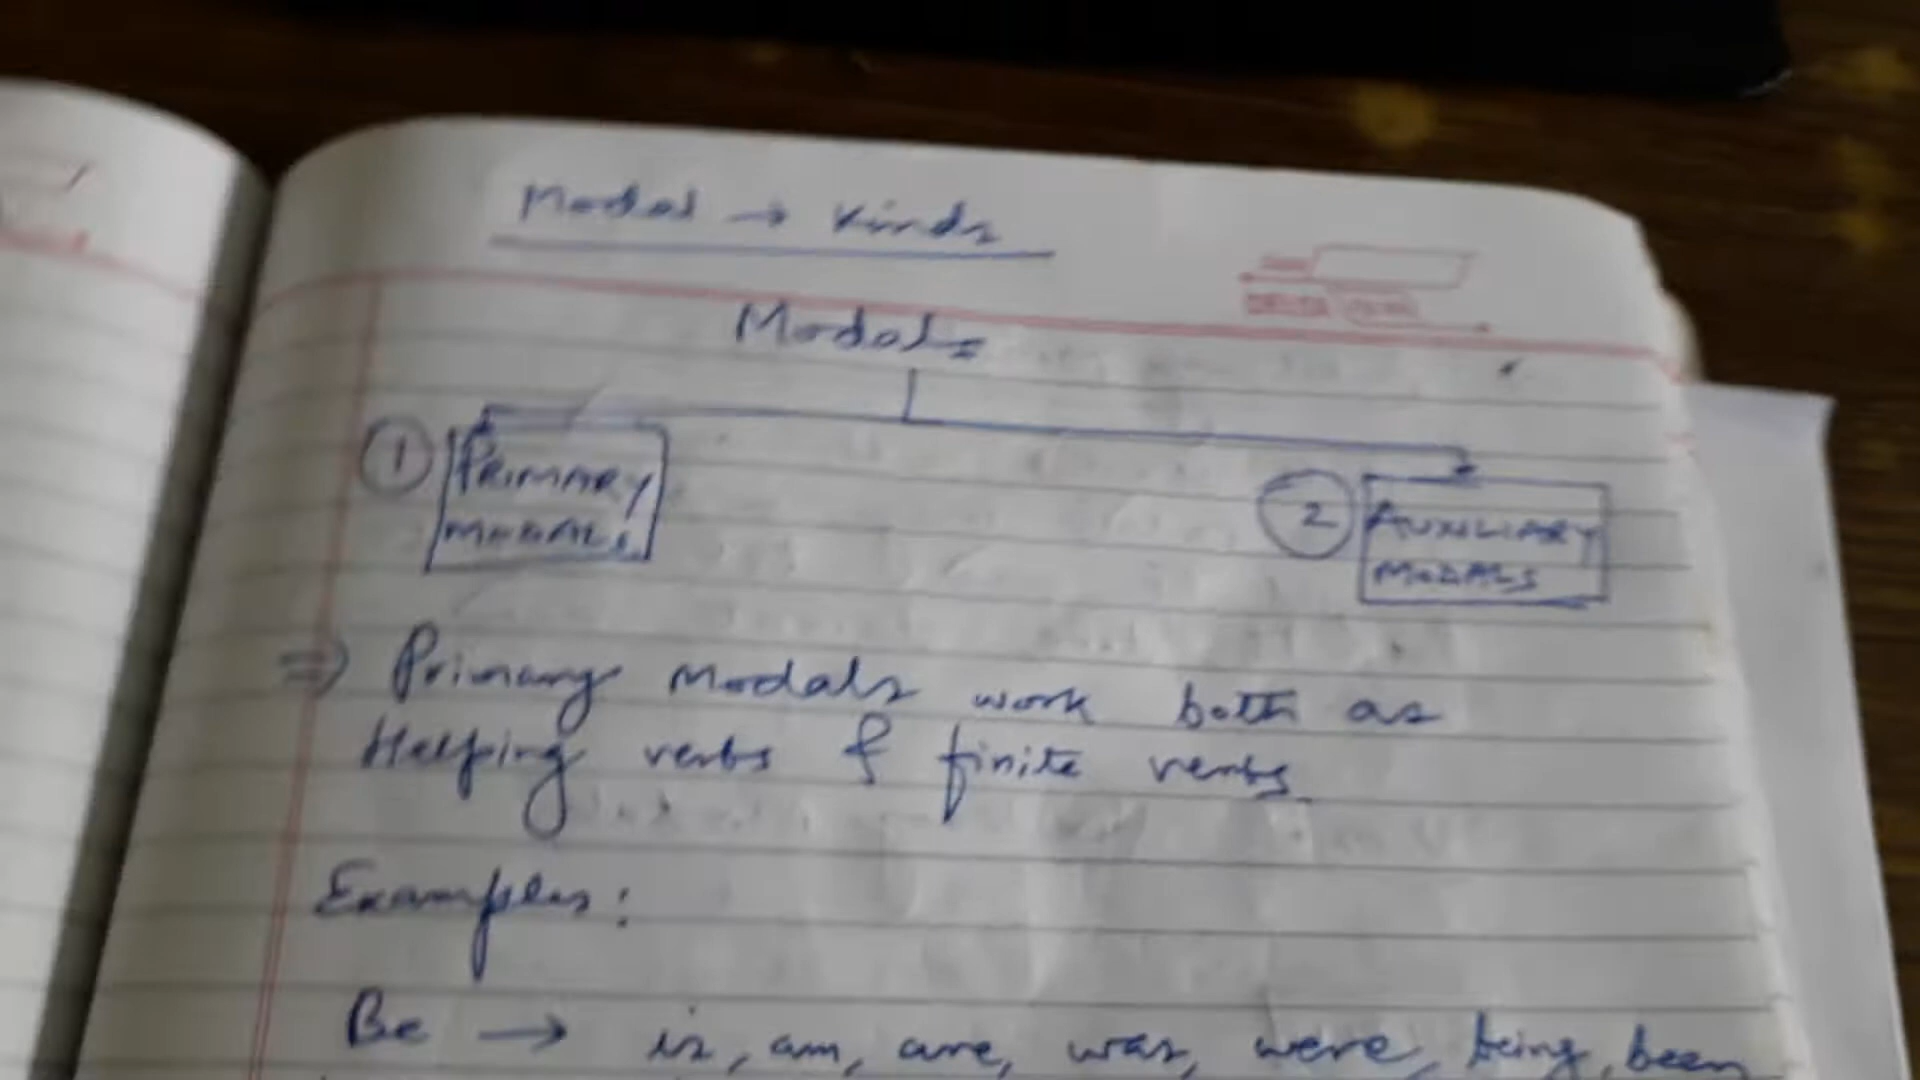 Modal → Kinds
Modals
1 PRIMARY MODALS
2 AUXILIARY MODALS
⇒ Primary Modals work both as
Helping verbs & finite verbs
Examples:
Be → is, am, are, was, were, being, been